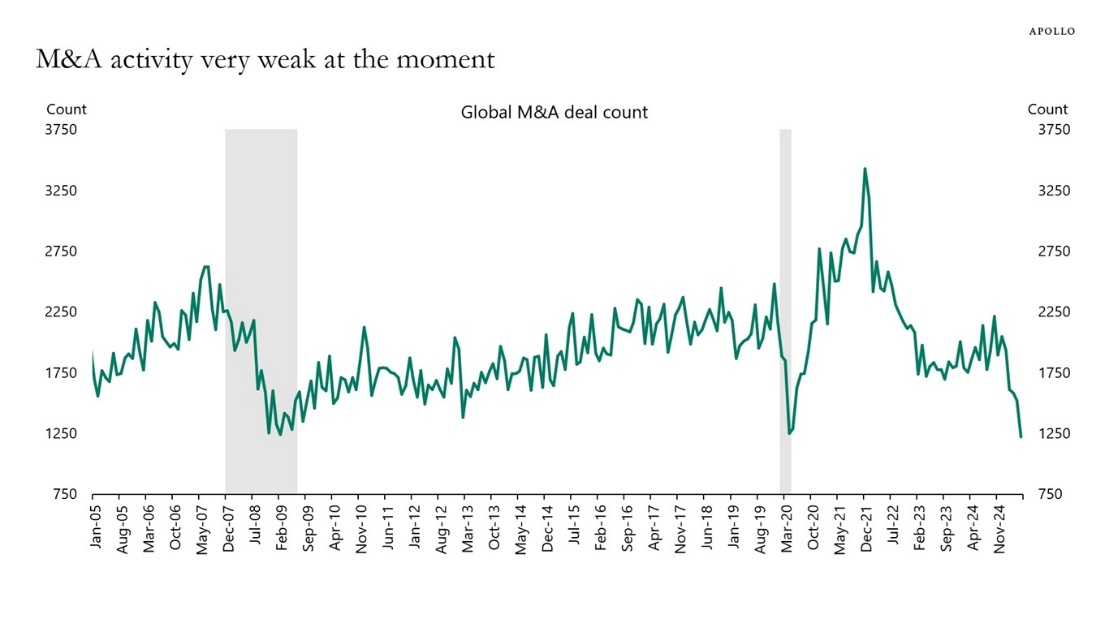 APOLLO
M&A activity very weak at the moment
Count
Global M&A deal count
Count
3750
3750
3250
3250
2750
2750
2250
2250
1750
1750
1250
1250
750
750
Jan-05
Aug-05
Mar-06
Oct-06
May-07
Dec-07
Jul-08
Feb-09
Sep-09
Apr-10
Nov-10
Jun-11
Jan-12
Aug-12
Mar-13
Oct-13
May-14
Dec-14
Jul-15
Feb-16
Sep-16
Apr-17
Nov-17
Jun-18
Jan-19
Aug-19
Mar-20
Oct-20
May-21
Dec-21
Jul-22
Feb-23
Sep-23
Apr-24
Nov-24